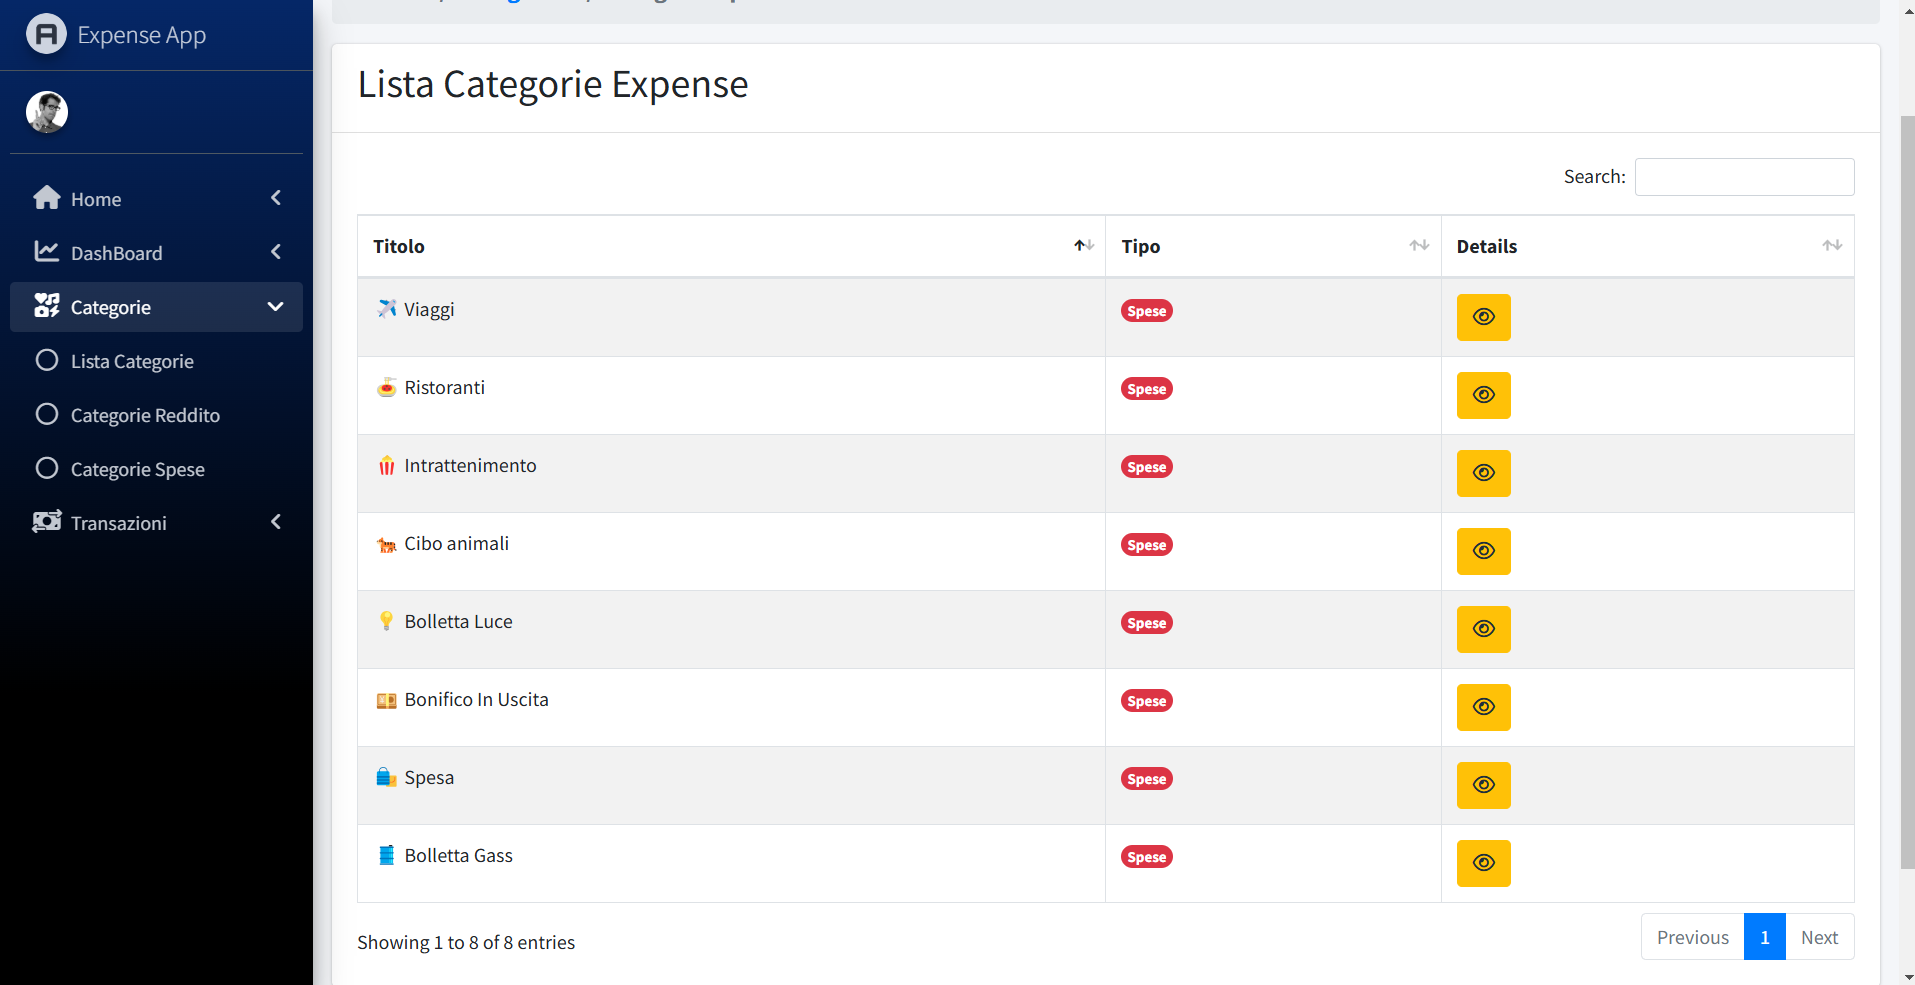 Expense App
Home
DashBoard
Categorie
Lista Categorie
Categorie Reddito
Categorie Spese
Transazioni
Lista Categorie Expense
Search:
Titolo Tipo Details
Viaggi Spese
Ristoranti Spese
Intrattenimento Spese
Cibo animali Spese
Bolletta Luce Spese
Bonifico In Uscita Spese
Spesa Spese
Bolletta Gass Spese
Showing 1 to 8 of 8 entries
Previous 1 Next